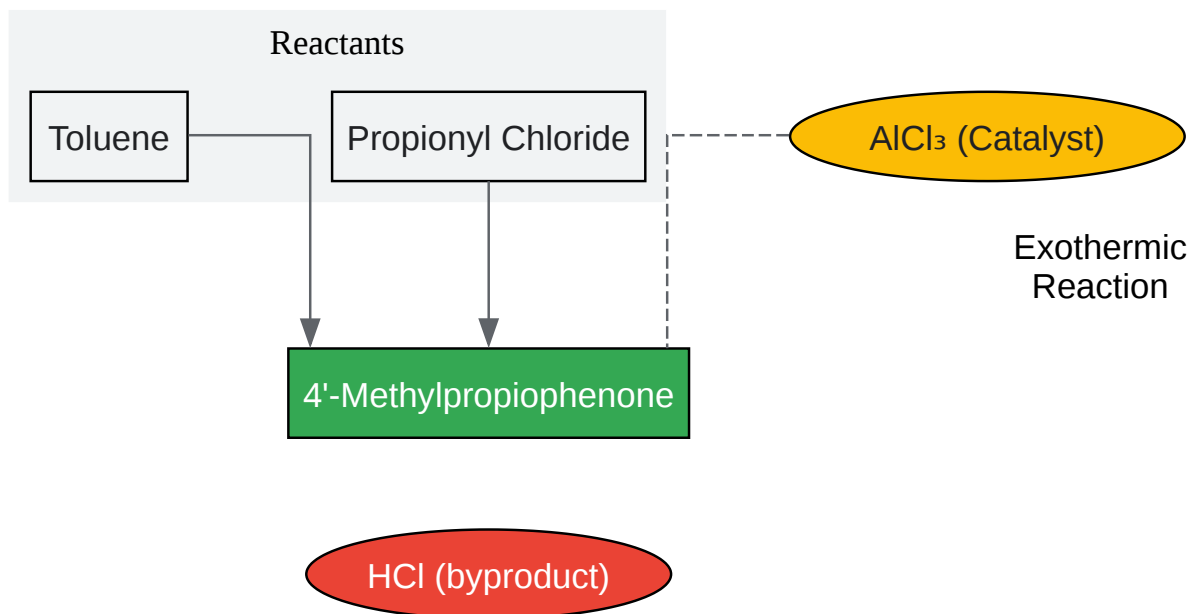 Reactants
Toluene
Propionyl Chloride
AlCl₃ (Catalyst)
Exothermic
Reaction
4'-Methylpropiophenone
HCl (byproduct)